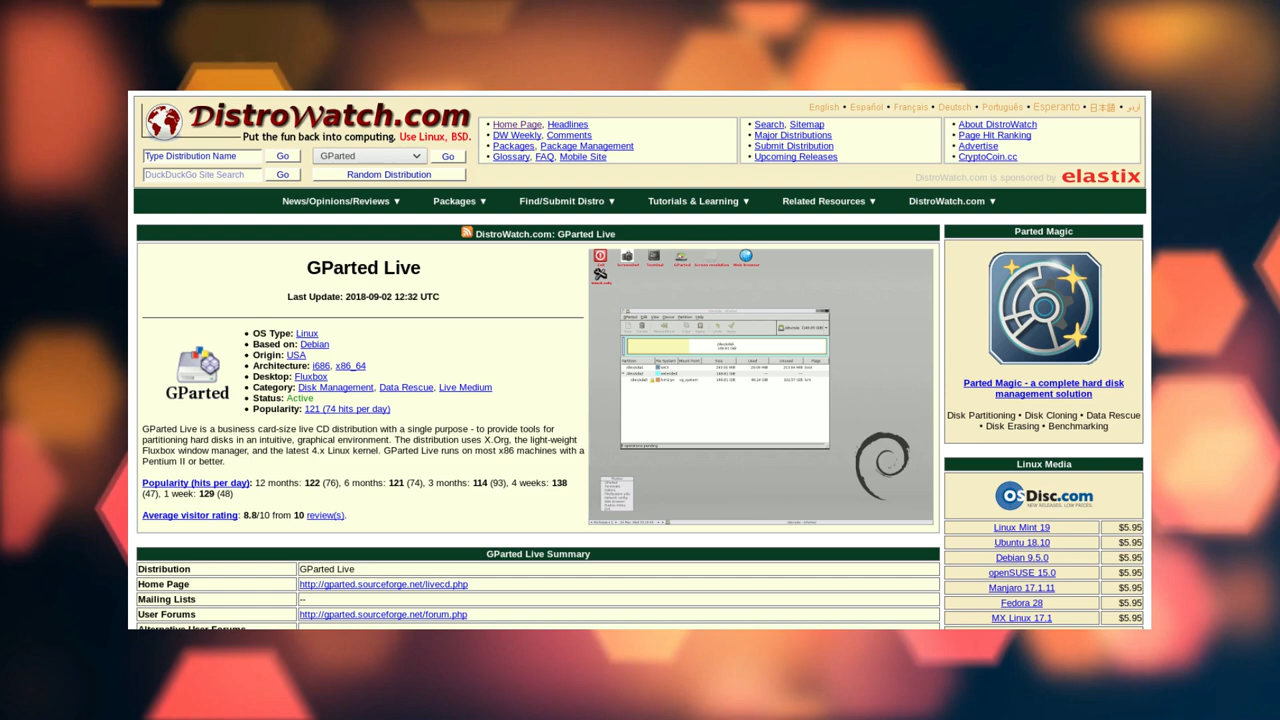 DistroWatch.com
Put the fun back into computing. Use Linux, BSD.
English • Español • Français • Deutsch • Português • Esperanto • 日本語 • اردو
Type Distribution Name Go GParted Go
DuckDuckGo Site Search Go Random Distribution
• Home Page, Headlines
• DW Weekly, Comments
• Packages, Package Management
• Glossary, FAQ, Mobile Site
• Search, Sitemap
• Major Distributions
• Submit Distribution
• Upcoming Releases
• About DistroWatch
• Page Hit Ranking
• Advertise
• CryptoCoin.cc
DistroWatch.com is sponsored by elastix
News/Opinions/Reviews ▼ Packages ▼ Find/Submit Distro ▼ Tutorials & Learning ▼ Related Resources ▼ DistroWatch.com ▼
DistroWatch.com: GParted Live
GParted Live
Last Update: 2018-09-02 12:32 UTC
GParted
• OS Type: Linux
• Based on: Debian
• Origin: USA
• Architecture: i686, x86_64
• Desktop: Fluxbox
• Category: Disk Management, Data Rescue, Live Medium
• Status: Active
• Popularity: 121 (74 hits per day)
GParted Live is a business card-size live CD distribution with a single purpose - to provide tools for
partitioning hard disks in an intuitive, graphical environment. The distribution uses X.Org, the light-weight
Fluxbox window manager, and the latest 4.x Linux kernel. GParted Live runs on most x86 machines with a
Pentium II or better.
Popularity (hits per day): 12 months: 122 (76), 6 months: 121 (74), 3 months: 114 (93), 4 weeks: 138
(47), 1 week: 129 (48)
Average visitor rating: 8.8/10 from 10 review(s).
GParted Live Summary
Distribution GParted Live
Home Page http://gparted.sourceforge.net/livecd.php
Mailing Lists --
User Forums http://gparted.sourceforge.net/forum.php
Alternative User Forums
Parted Magic
Parted Magic - a complete hard disk
management solution
Disk Partitioning • Disk Cloning • Data Rescue
• Disk Erasing • Benchmarking
Linux Media
OSDisc.com
NEW RELEASES. LOW PRICES.
Linux Mint 19 $5.95
Ubuntu 18.10 $5.95
Debian 9.5.0 $5.95
openSUSE 15.0 $5.95
Manjaro 17.1.11 $5.95
Fedora 28 $5.95
MX Linux 17.1 $5.95